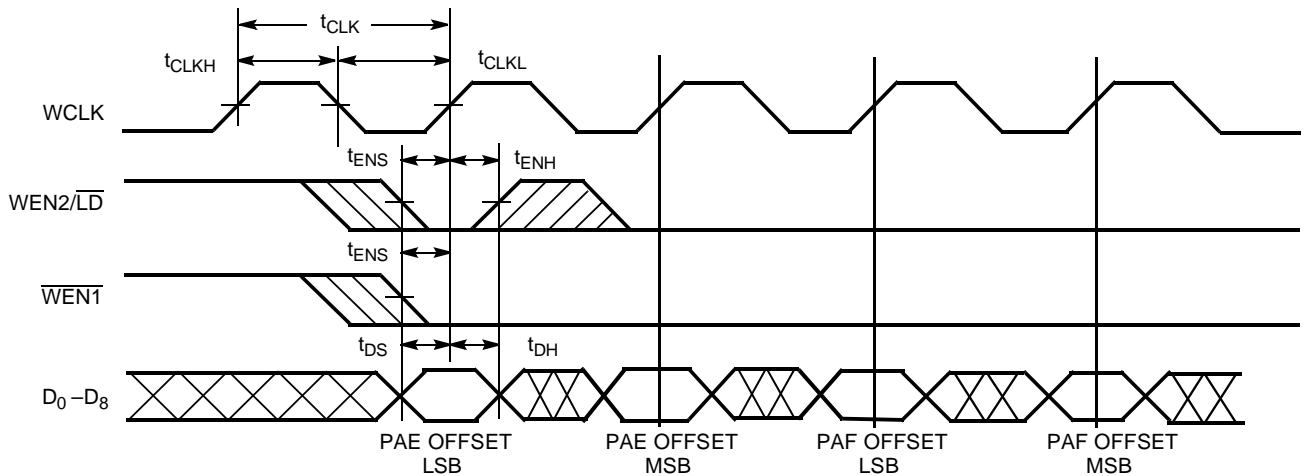 tCLK
tCLKH
tCLKL
WCLK
tENS
tENH
WEN2/LD
tENS
WEN1
tDS
tDH
D0 –D8
PAE OFFSET
LSB
PAE OFFSET
MSB
PAF OFFSET
LSB
PAF OFFSET
MSB